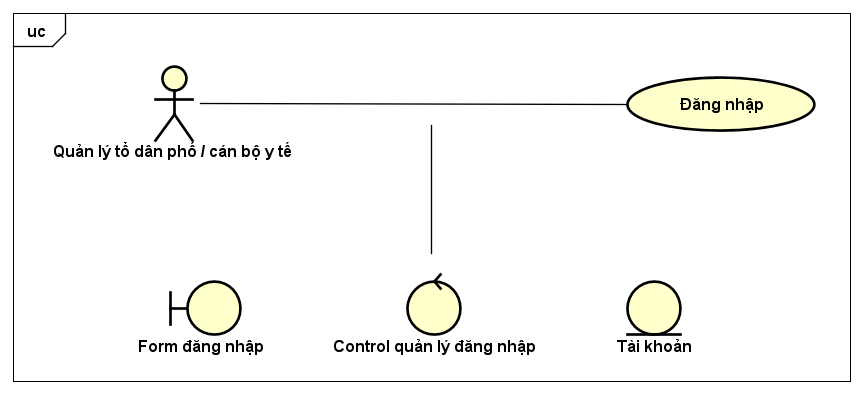 uc
Đăng nhập
Quản lý tổ dân phố / cán bộ y tế
Form đăng nhập
Control quản lý đăng nhập
Tài khoản